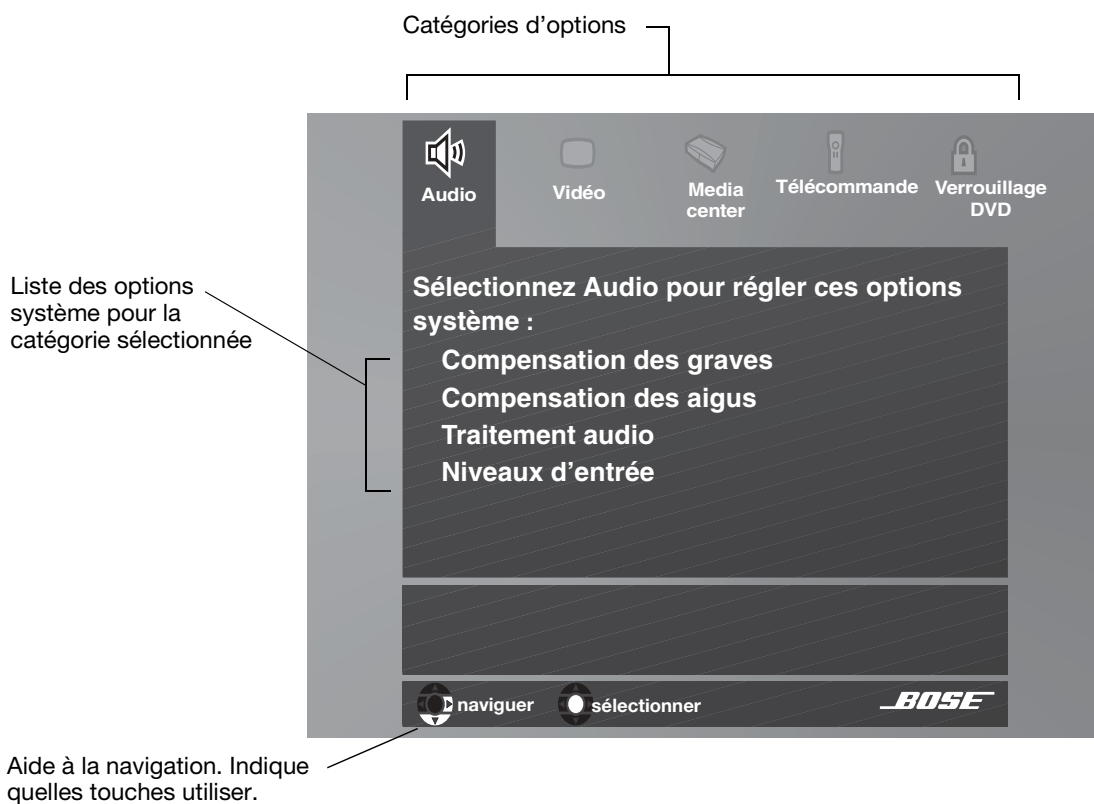 Catégories d’options
Audio
Vidéo
Media
center
Télécommande
Verrouillage
DVD
Liste des options
système pour la
catégorie sélectionnée
Sélectionnez Audio pour régler ces options
système :
Compensation des graves
Compensation des aigus
Traitement audio
Niveaux d’entrée
naviguer
sélectionner
BOSE
Aide à la navigation. Indique
quelles touches utiliser.